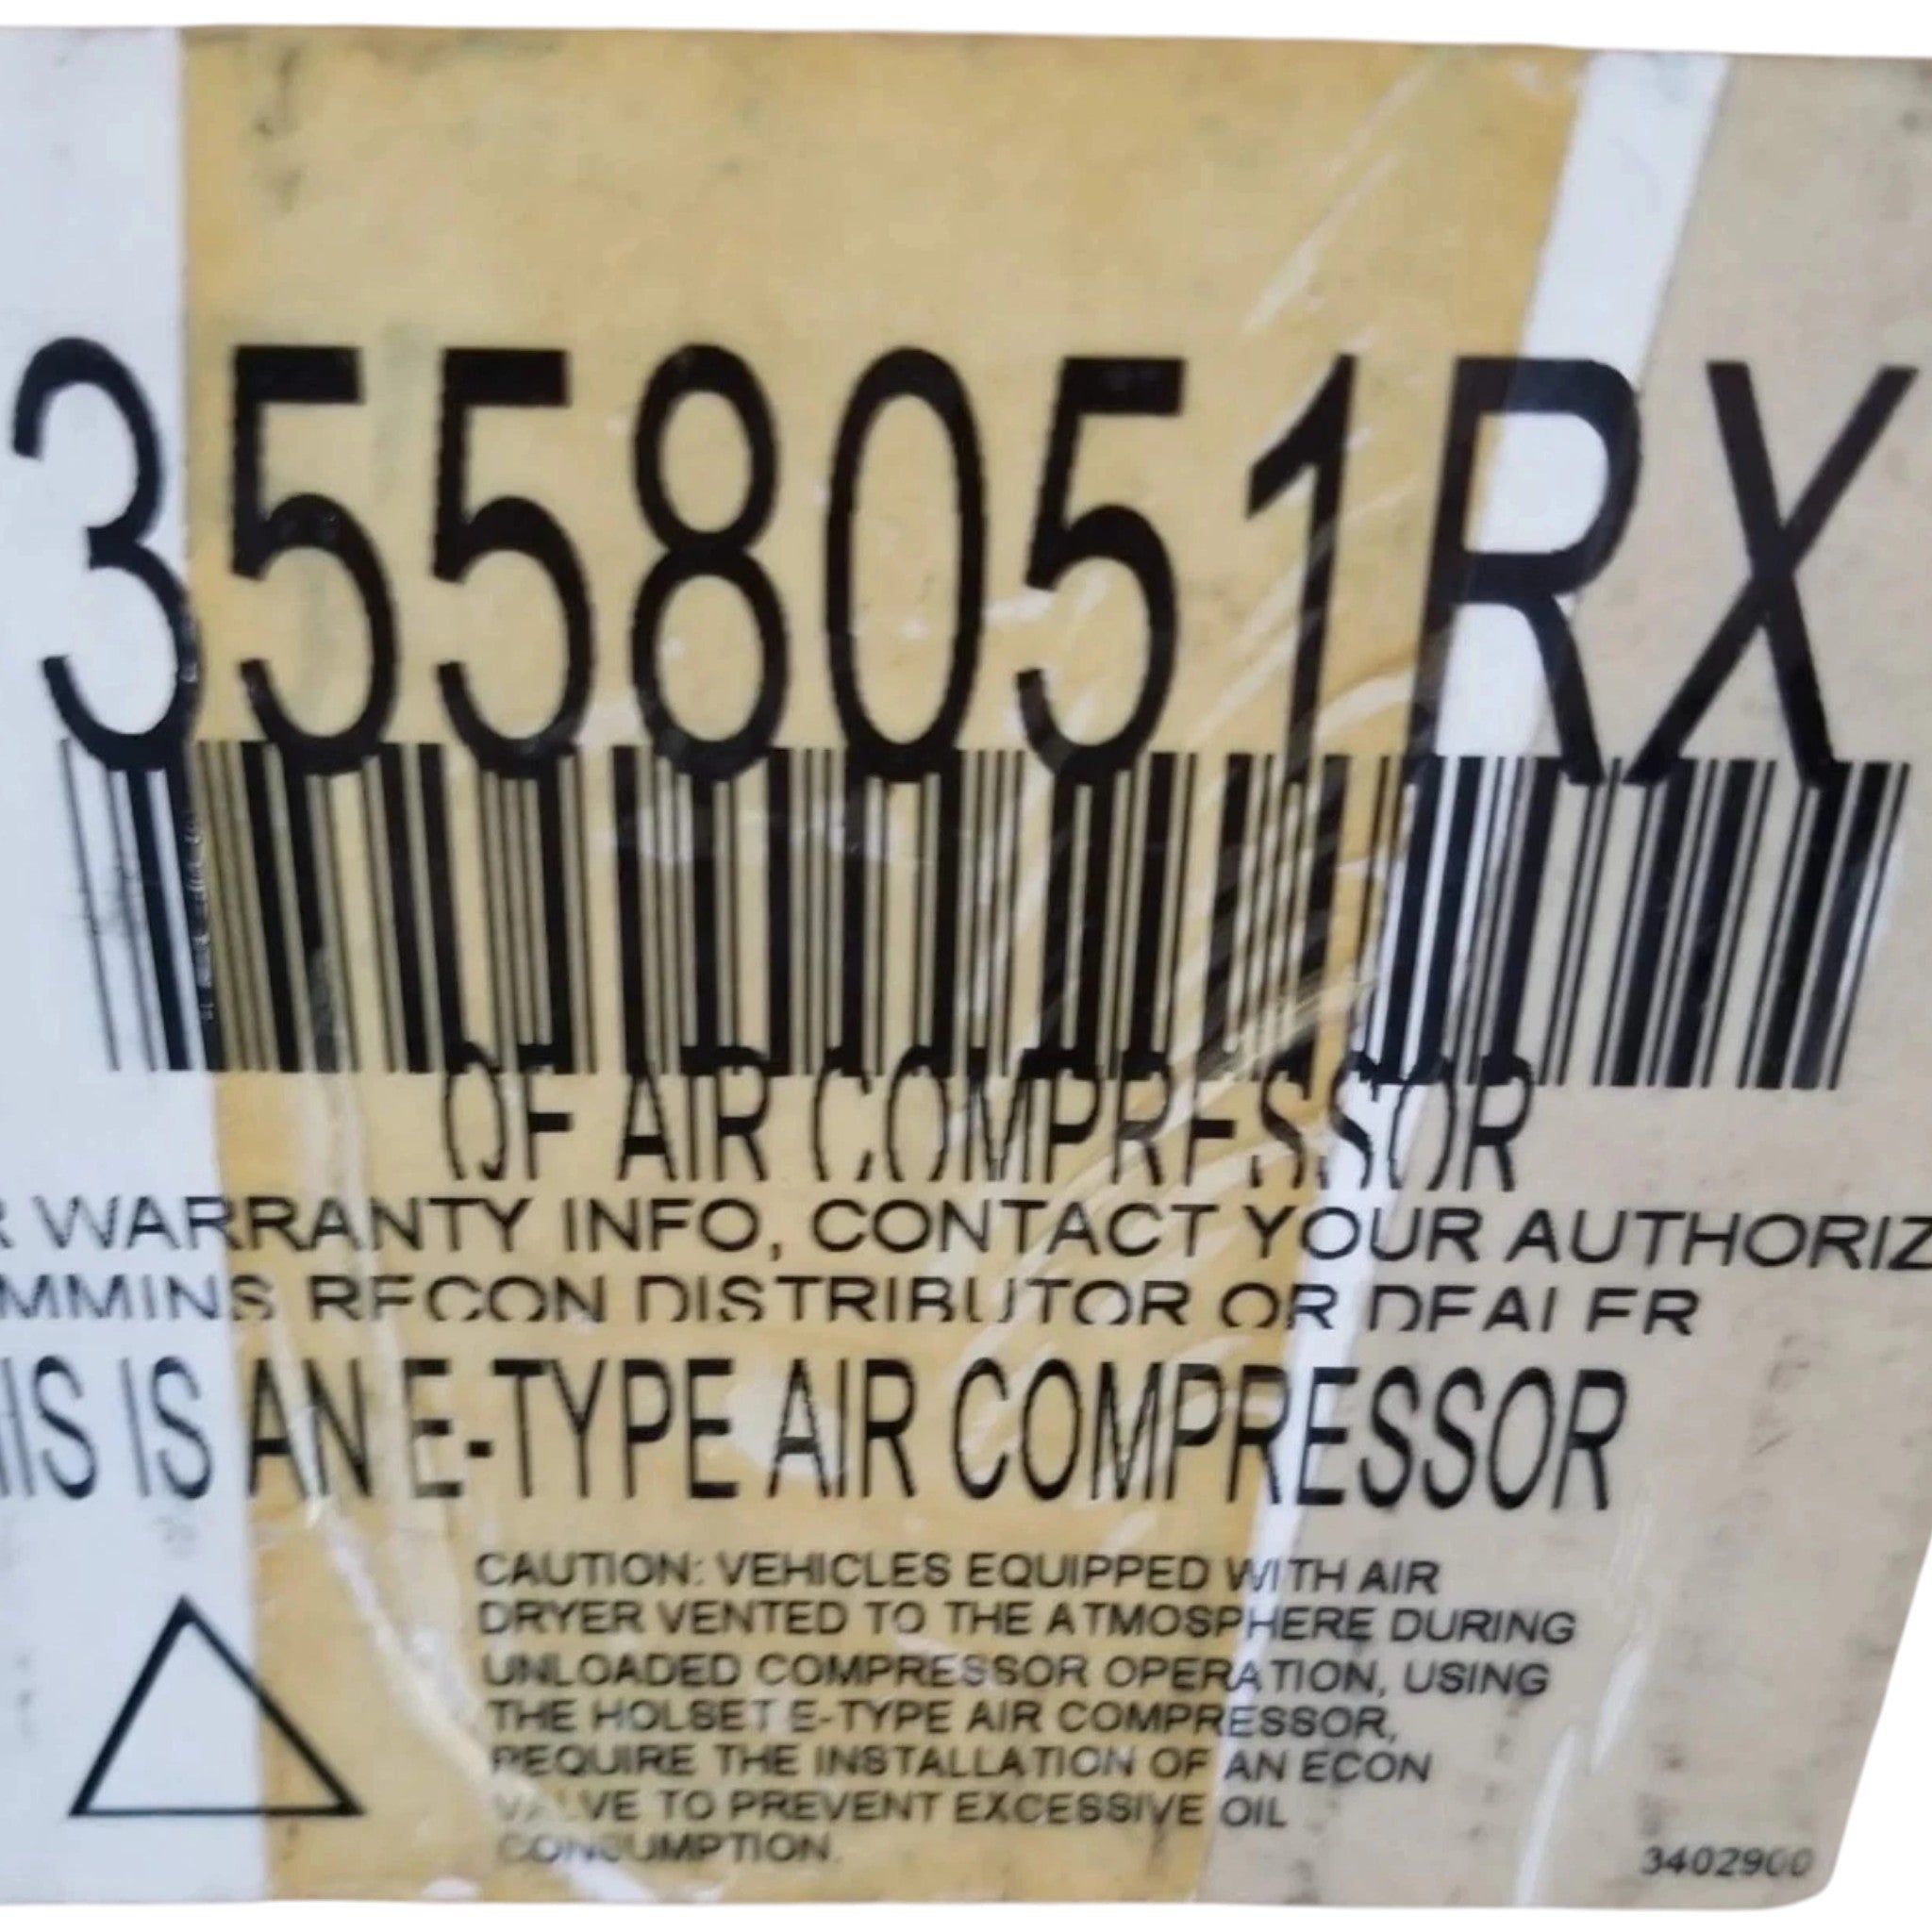 3558051RX
OF AIR COMPRESSOR
R WARRANTY INFO, CONTACT YOUR AUTHORIZ
MMINS RECON DISTRIBUTOR OR DEALER
HIS IS AN E-TYPE AIR COMPRESSOR
CAUTION: VEHICLES EQUIPPED WITH AIR
DRYER VENTED TO THE ATMOSPHERE DURING
UNLOADED COMPRESSOR OPERATION, USING
THE HOLSET E-TYPE AIR COMPRESSOR,
REQUIRE THE INSTALLATION OF AN ECON
VALVE TO PREVENT EXCESSIVE OIL
CONSUMPTION.
3402900